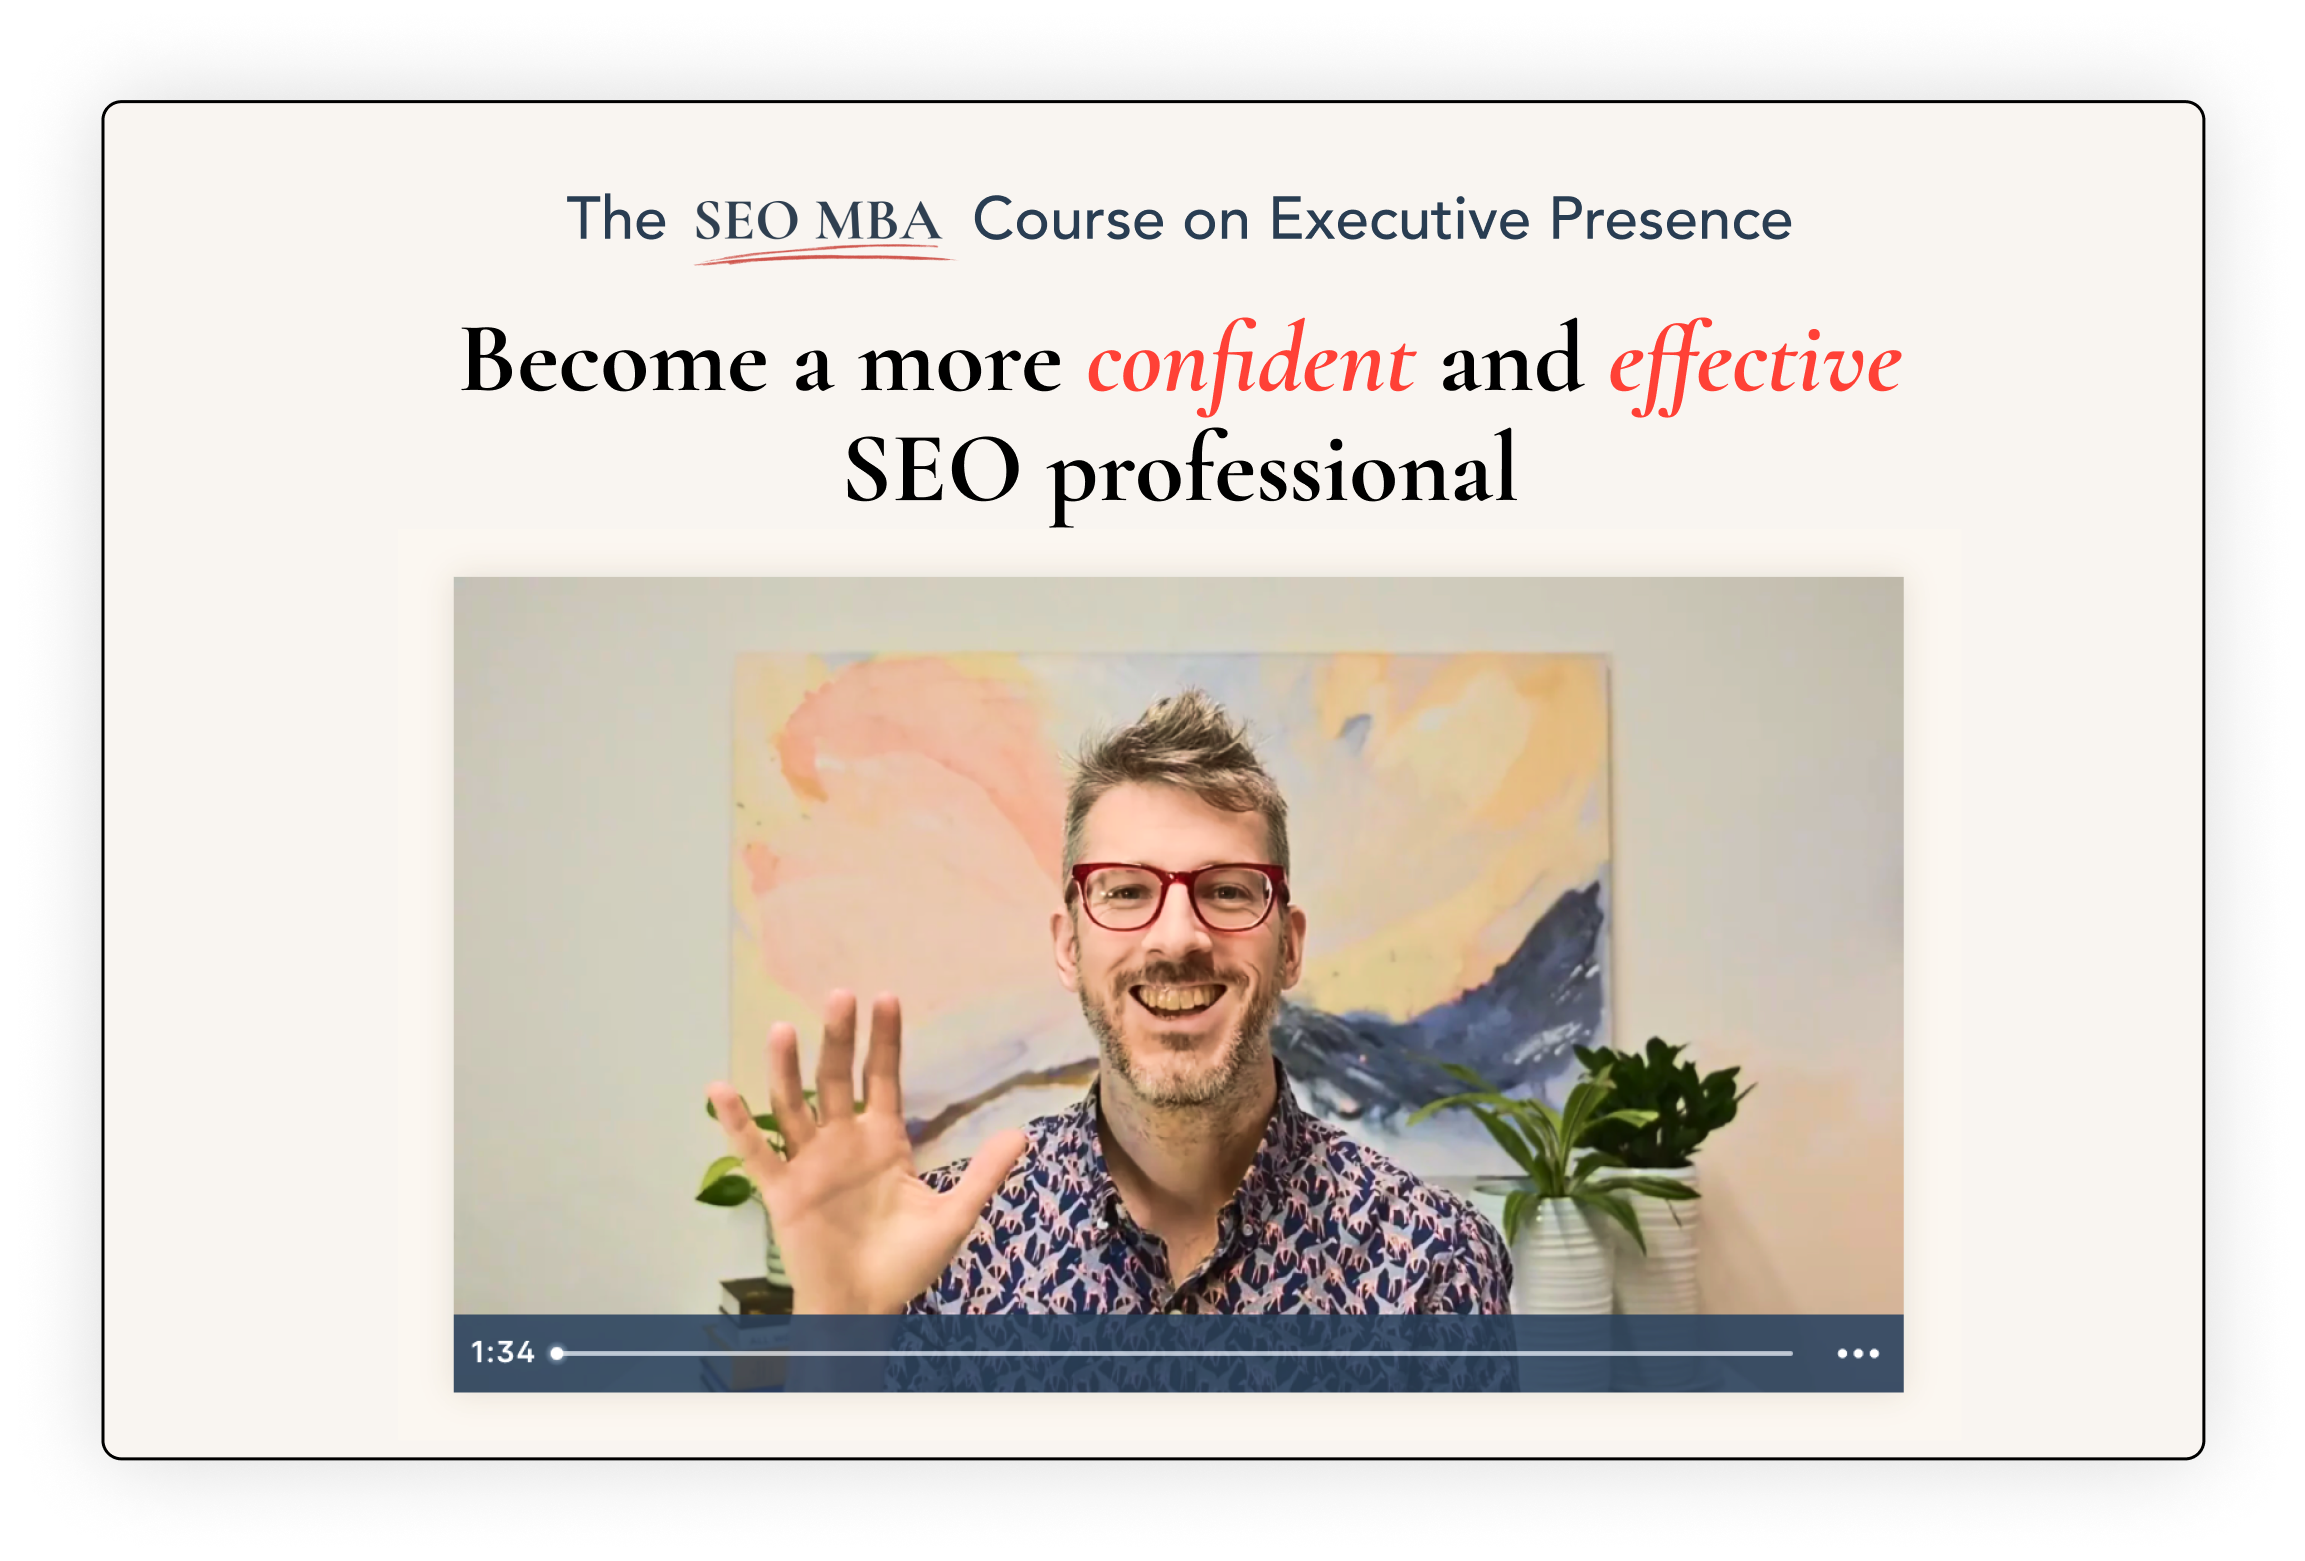 The SEO MBA Course on Executive Presence
Become a more confident and effective
SEO professional
1:34